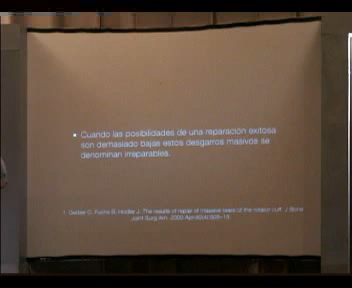 • Cuando las posibilidades de una reparación exitosa
son demasiado bajas estos desgarros masivos se
denominan irreparables.
1. Gerber C, Fuchs B, Hodler J. The results of repair of massive tears of the rotator cuff. J Bone
Joint Surg Am. 2000 Apr;82(4):505–15